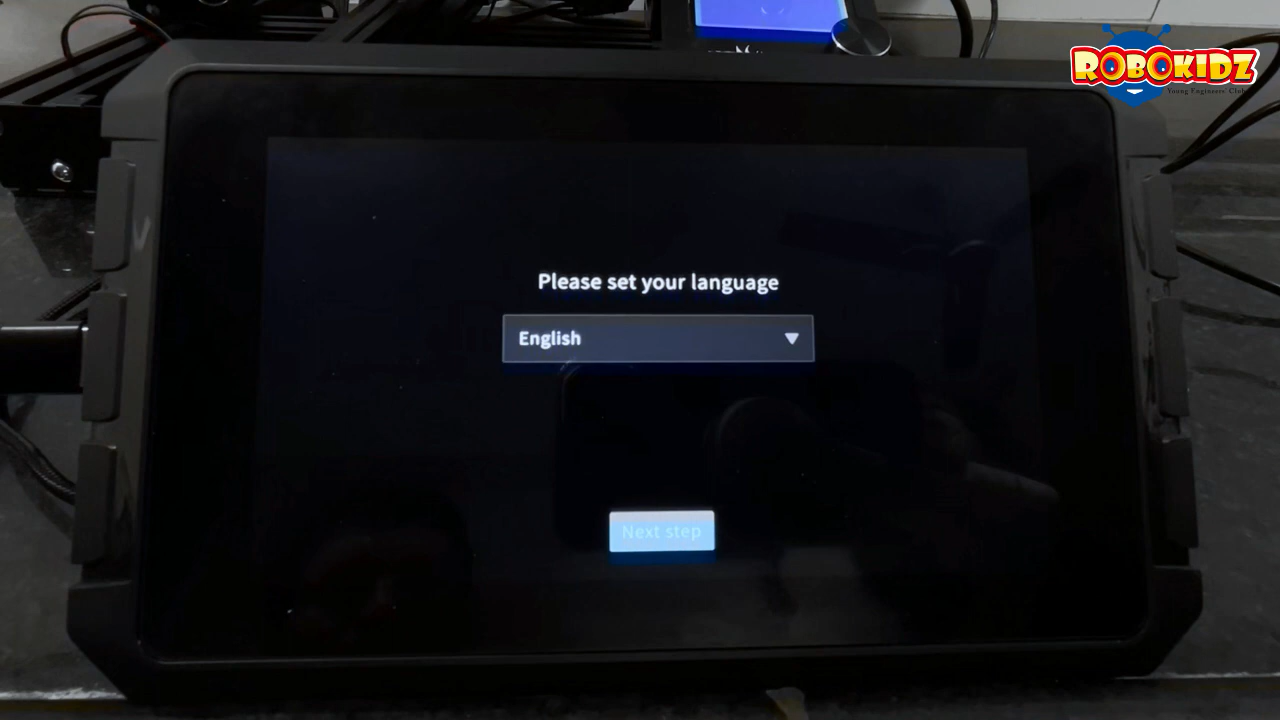 ROBOKIDZ
Young Engineers' Club
Please set your language
English
Next step